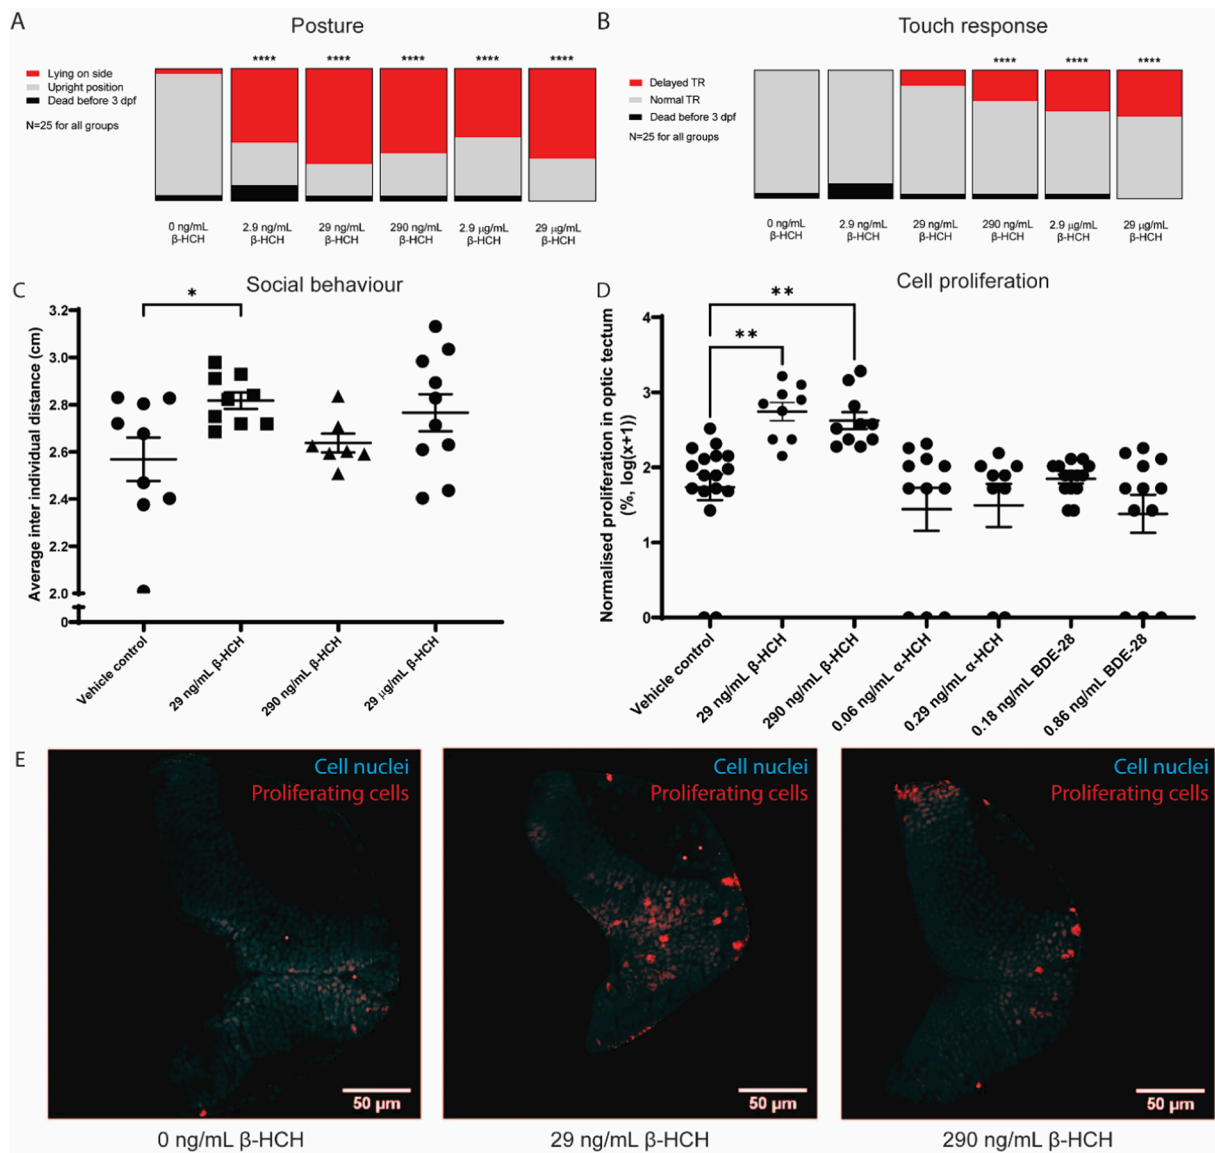 A
Posture
Lying on side
Upright position
Dead before 3 dpf
N=25 for all groups
**** **** **** **** ****
0 ng/mL
β-HCH
2.9 ng/mL
β-HCH
29 ng/mL
β-HCH
290 ng/mL
β-HCH
2.9 µg/mL
β-HCH
29 µg/mL
β-HCH
B
Touch response
Delayed TR
Normal TR
Dead before 3 dpf
N=25 for all groups
**** **** ****
0 ng/mL
β-HCH
2.9 ng/mL
β-HCH
29 ng/mL
β-HCH
290 ng/mL
β-HCH
2.9 µg/mL
β-HCH
29 µg/mL
β-HCH
C
Social behaviour
Average inter individual distance (cm)
3.2
3.0
2.8
2.6
2.4
2.2
2.0
0
*
Vehicle control
29 ng/mL β-HCH
290 ng/mL β-HCH
29 µg/mL β-HCH
D
Cell proliferation
Normalised proliferation in optic tectum
(%, log(x+1))
4
3
2
1
0
**
**
Vehicle control
29 ng/mL β-HCH
290 ng/mL β-HCH
0.06 ng/mL α-HCH
0.29 ng/mL α-HCH
0.18 ng/mL BDE-28
0.86 ng/mL BDE-28
E
Cell nuclei
Proliferating cells
50 µm
0 ng/mL β-HCH
Cell nuclei
Proliferating cells
50 µm
29 ng/mL β-HCH
Cell nuclei
Proliferating cells
50 µm
290 ng/mL β-HCH